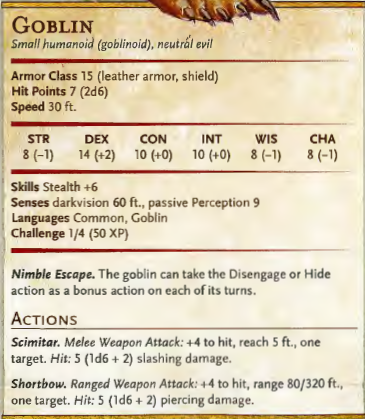 GOBLIN
Small humanoid (goblinoid), neutral evil
Armor Class 15 (leather armor, shield)
Hit Points 7 (2d6)
Speed 30 ft.
STR DEX CON INT WIS CHA
8 (−1) 14 (+2) 10 (+0) 10 (+0) 8 (−1) 8 (−1)
Skills Stealth +6
Senses darkvision 60 ft., passive Perception 9
Languages Common, Goblin
Challenge 1/4 (50 XP)
Nimble Escape. The goblin can take the Disengage or Hide
action as a bonus action on each of its turns.
ACTIONS
Scimitar. Melee Weapon Attack: +4 to hit, reach 5 ft., one
target. Hit: 5 (1d6 + 2) slashing damage.
Shortbow. Ranged Weapon Attack: +4 to hit, range 80/320 ft.,
one target. Hit: 5 (1d6 + 2) piercing damage.